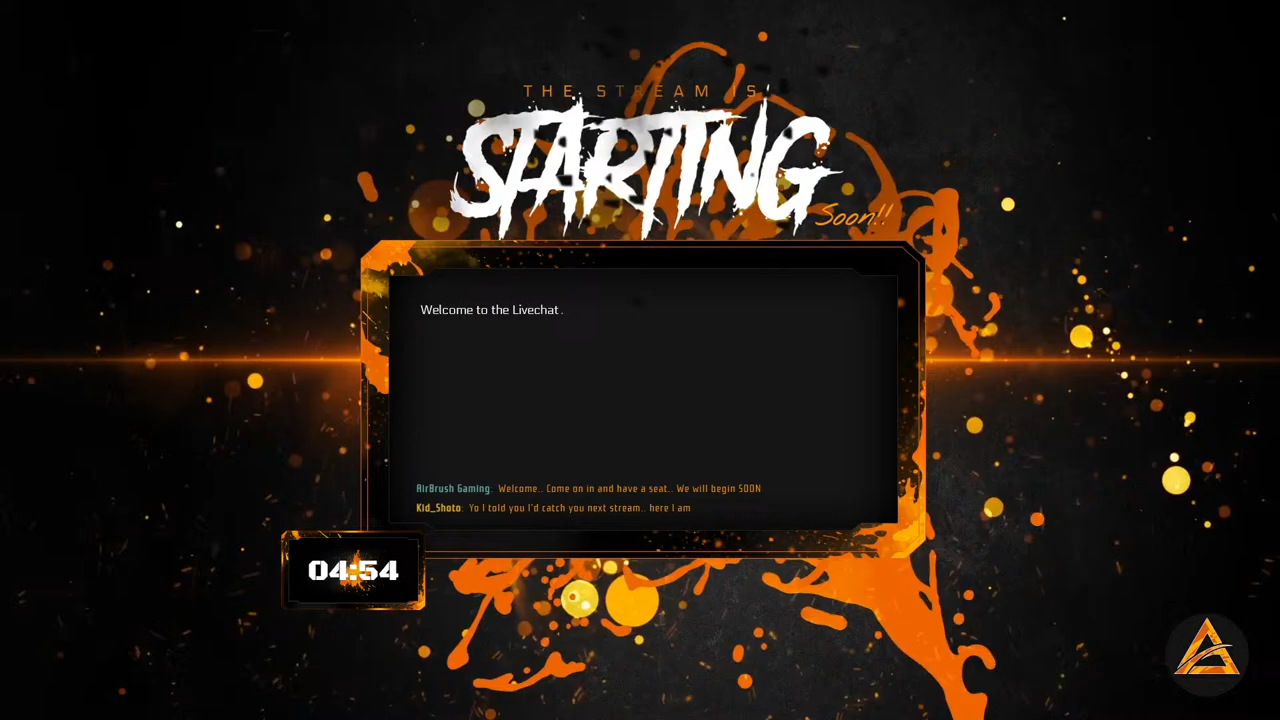 THE STREAM IS
STARTING
Soon!!
Welcome to the Livechat .
AirBrush Gaming: Welcome.. Come on in and have a seat.. We will begin SOON
Kid_Shoto: Yo I told you I'd catch you next stream.. here I am
04:54